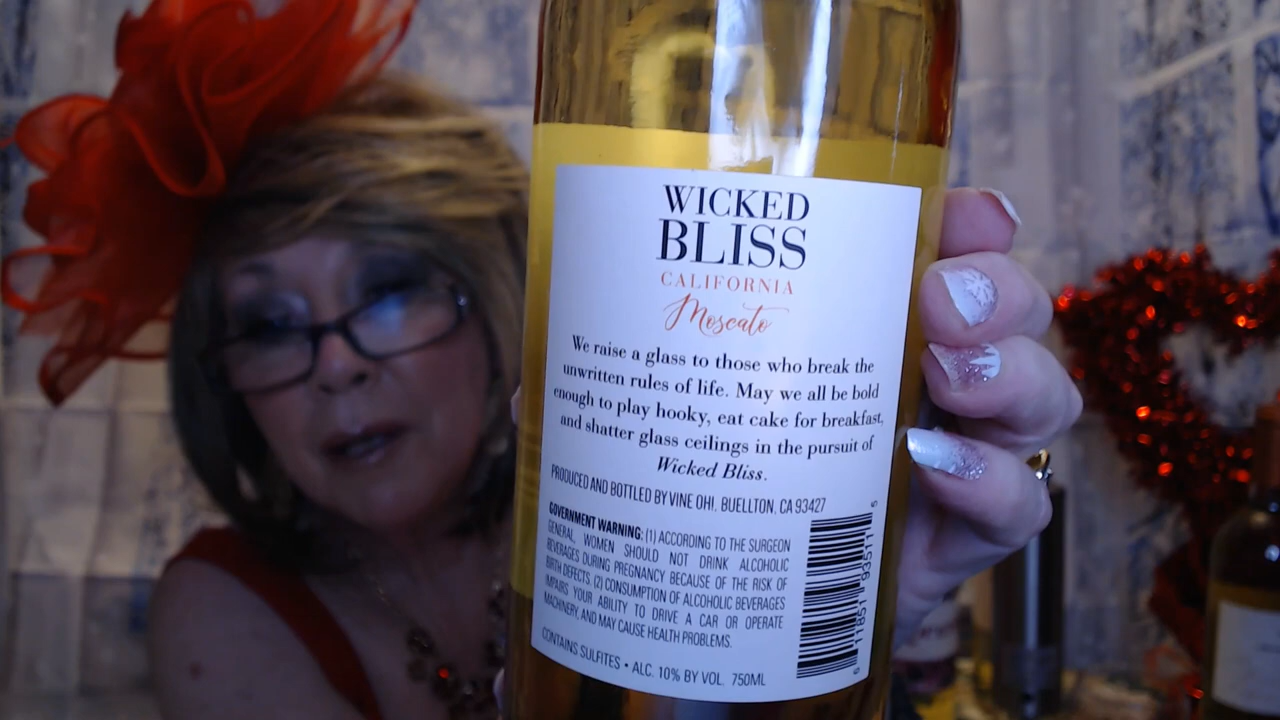 WICKED
BLISS
CALIFORNIA
Moscato
We raise a glass to those who break the
unwritten rules of life. May we all be bold
enough to play hooky, eat cake for breakfast,
and shatter glass ceilings in the pursuit of
Wicked Bliss.
PRODUCED AND BOTTLED BY VINE OH!, BUELLTON, CA 93427
GOVERNMENT WARNING: (1) ACCORDING TO THE SURGEON
GENERAL, WOMEN SHOULD NOT DRINK ALCOHOLIC
BEVERAGES DURING PREGNANCY BECAUSE OF THE RISK OF
BIRTH DEFECTS. (2) CONSUMPTION OF ALCOHOLIC BEVERAGES
IMPAIRS YOUR ABILITY TO DRIVE A CAR OR OPERATE
MACHINERY, AND MAY CAUSE HEALTH PROBLEMS.
CONTAINS SULFITES • ALC. 10% BY VOL. 750ML